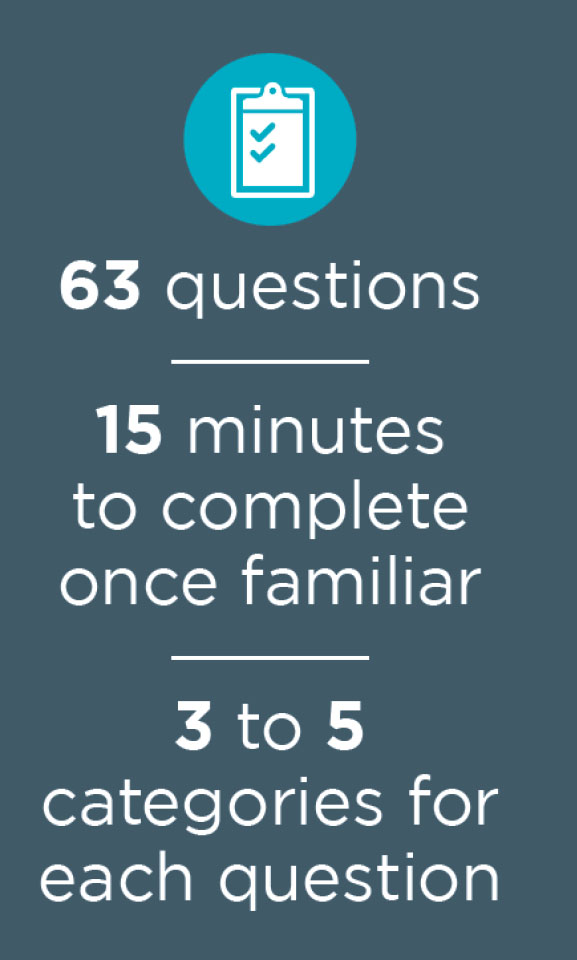 63 questions
15 minutes
to complete
once familiar
3 to 5
categories for
each question